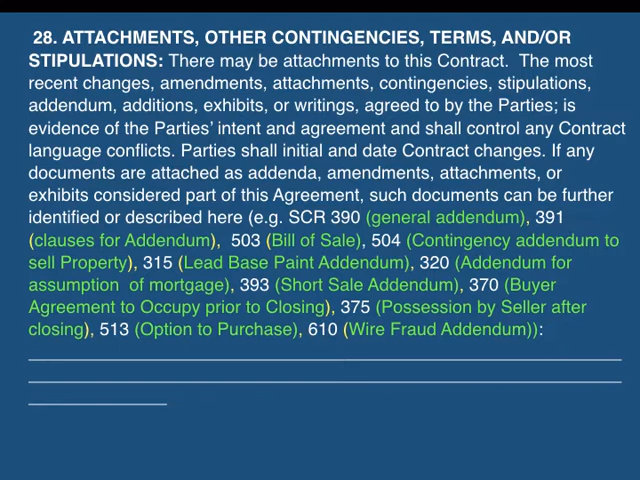 28. ATTACHMENTS, OTHER CONTINGENCIES, TERMS, AND/OR
STIPULATIONS: There may be attachments to this Contract. The most
recent changes, amendments, attachments, contingencies, stipulations,
addendum, additions, exhibits, or writings, agreed to by the Parties; is
evidence of the Parties' intent and agreement and shall control any Contract
language conflicts. Parties shall initial and date Contract changes. If any
documents are attached as addenda, amendments, attachments, or
exhibits considered part of this Agreement, such documents can be further
identified or described here (e.g. SCR 390 (general addendum), 391
(clauses for Addendum), 503 (Bill of Sale), 504 (Contingency addendum to
sell Property), 315 (Lead Base Paint Addendum), 320 (Addendum for
assumption of mortgage), 393 (Short Sale Addendum), 370 (Buyer
Agreement to Occupy prior to Closing), 375 (Possession by Seller after
closing), 513 (Option to Purchase), 610 (Wire Fraud Addendum)):